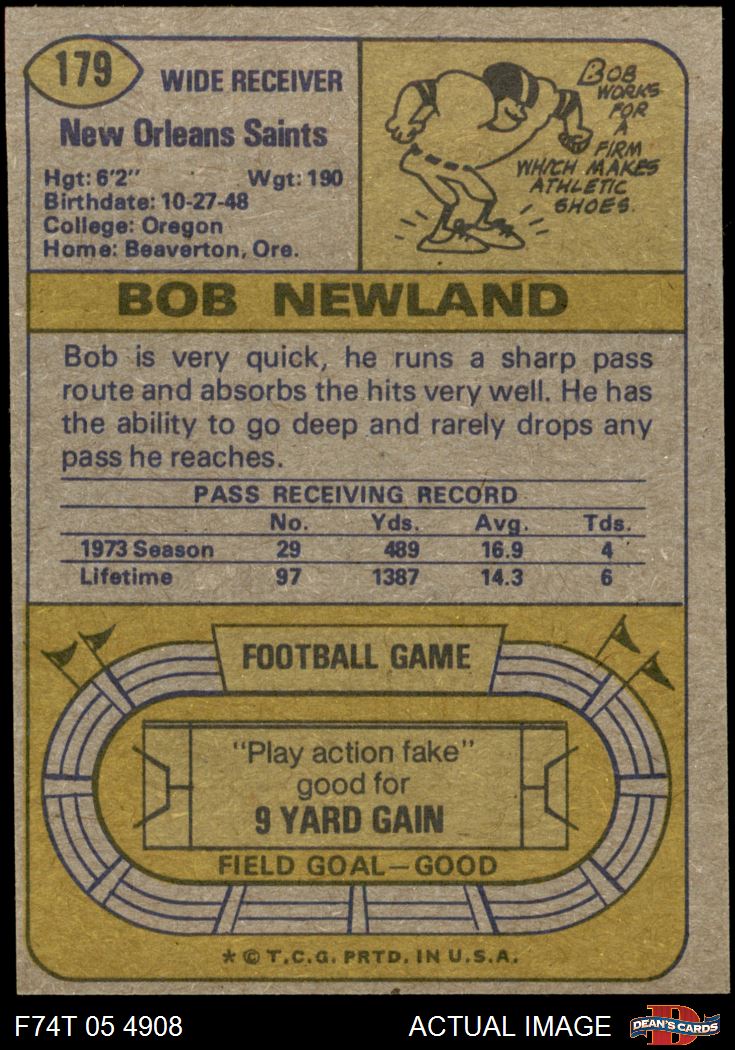 179
WIDE RECEIVER
New Orleans Saints
Hgt: 6'2" Wgt: 190
Birthdate: 10-27-48
College: Oregon
Home: Beaverton, Ore.
BOB
WORKS
FOR
A
FIRM
WHICH MAKES
ATHLETIC
SHOES.
BOB NEWLAND
Bob is very quick, he runs a sharp pass
route and absorbs the hits very well. He has
the ability to go deep and rarely drops any
pass he reaches.
PASS RECEIVING RECORD
No. Yds. Avg. Tds.
1973 Season 29 489 16.9 4
Lifetime 97 1387 14.3 6
FOOTBALL GAME
"Play action fake"
good for
9 YARD GAIN
FIELD GOAL—GOOD
* © T.C.G. PRTD. IN U.S.A.
F74T 05 4908 ACTUAL IMAGE
D
DEAN'S CARDS